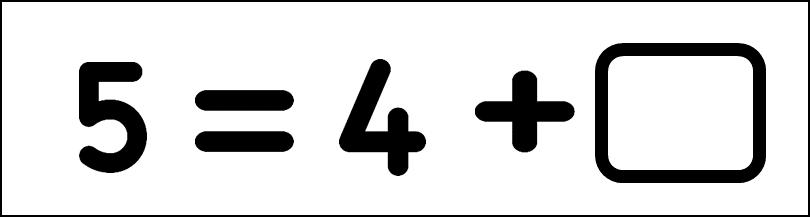 5 = 4 + □